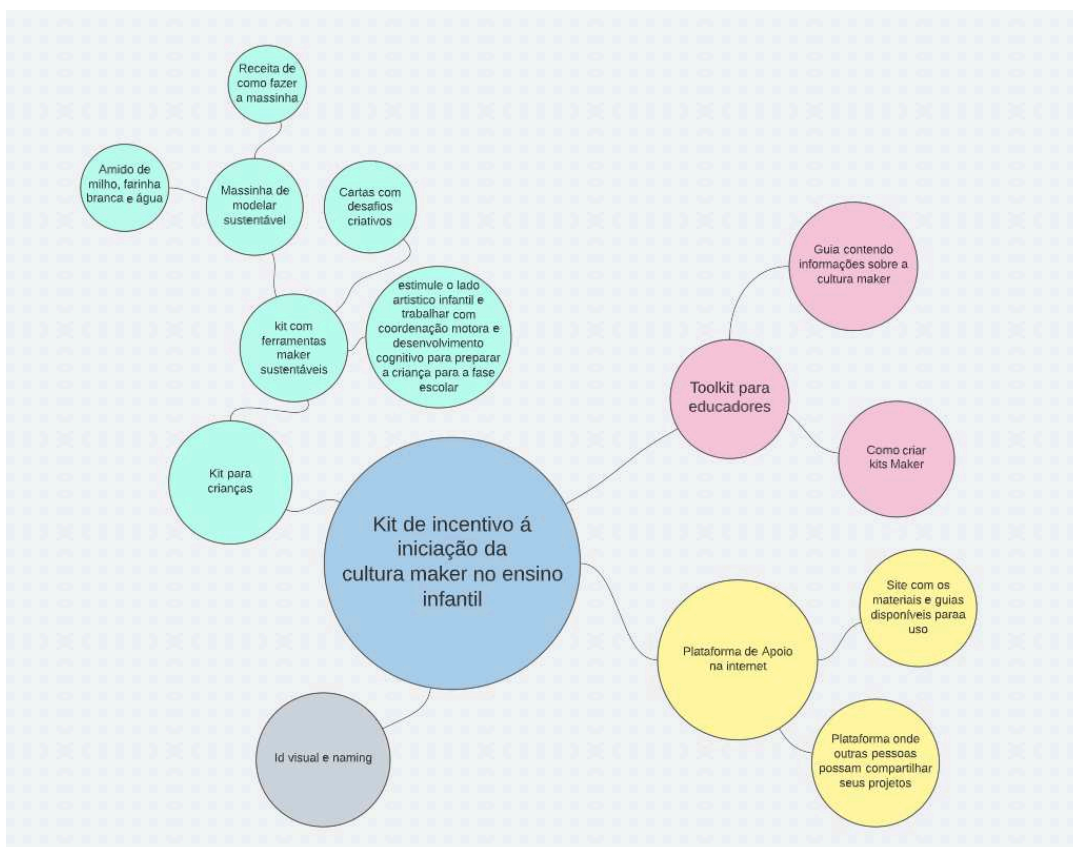 Receita de
como fazer
a massinha
Amido de
milho, farinha
branca e água
Massinha de
modelar
sustentável
Cartas com
desafios
criativos
kit com
ferramentas
maker
sustentáveis
estimule o lado
artistico infantil e
trabalhar com
coordenação motora e
desenvolvimento
cognitivo para preparar
a criança para a fase
escolar
Kit para
crianças
Kit de incentivo á
iniciação da
cultura maker no ensino
infantil
Id visual e naming
Guia contendo
informações sobre a
cultura maker
Toolkit para
educadores
Como criar
kits Maker
Plataforma de Apoio
na internet
Site com os
materiais e guias
disponíveis paraa
uso
Plataforma onde
outras pessoas
possam compartilhar
seus projetos